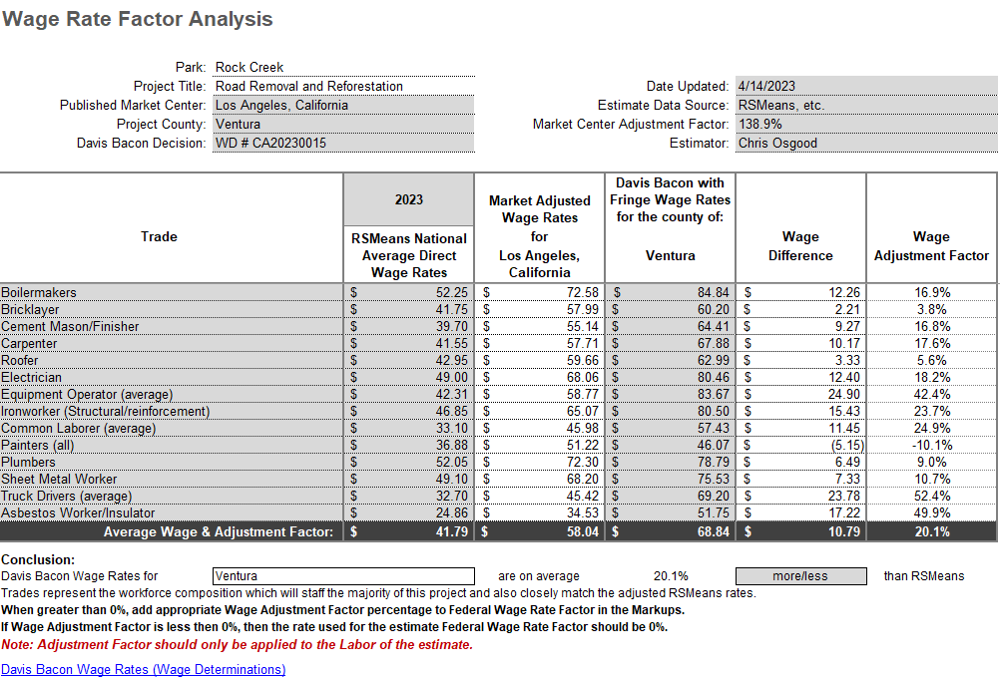 Wage Rate Factor Analysis
Park: Rock Creek
Project Title: Road Removal and Reforestation Date Updated: 4/14/2023
Published Market Center: Los Angeles, California Estimate Data Source: RSMeans, etc.
Project County: Ventura Market Center Adjustment Factor: 138.9%
Davis Bacon Decision: WD # CA20230015 Estimator: Chris Osgood
Trade
2023
RSMeans National
Average Direct
Wage Rates
Market Adjusted
Wage Rates
for
Los Angeles,
California
Davis Bacon with
Fringe Wage Rates
for the county of:
Ventura
Wage
Difference
Wage
Adjustment Factor
Boilermakers $ 52.25 $ 72.58 $ 84.84 $ 12.26 16.9%
Bricklayer $ 41.75 $ 57.99 $ 60.20 $ 2.21 3.8%
Cement Mason/Finisher $ 39.70 $ 55.14 $ 64.41 $ 9.27 16.8%
Carpenter $ 41.55 $ 57.71 $ 67.88 $ 10.17 17.6%
Roofer $ 42.95 $ 59.66 $ 62.99 $ 3.33 5.6%
Electrician $ 49.00 $ 68.06 $ 80.46 $ 12.40 18.2%
Equipment Operator (average) $ 42.31 $ 58.77 $ 83.67 $ 24.90 42.4%
Ironworker (Structural/reinforcement) $ 46.85 $ 65.07 $ 80.50 $ 15.43 23.7%
Common Laborer (average) $ 33.10 $ 45.98 $ 57.43 $ 11.45 24.9%
Painters (all) $ 36.88 $ 51.22 $ 46.07 $ (5.15) -10.1%
Plumbers $ 52.05 $ 72.30 $ 78.79 $ 6.49 9.0%
Sheet Metal Worker $ 49.10 $ 68.20 $ 75.53 $ 7.33 10.7%
Truck Drivers (average) $ 32.70 $ 45.42 $ 69.20 $ 23.78 52.4%
Asbestos Worker/Insulator $ 24.86 $ 34.53 $ 51.75 $ 17.22 49.9%
Average Wage & Adjustment Factor: $ 41.79 $ 58.04 $ 68.84 $ 10.79 20.1%
Conclusion:
Davis Bacon Wage Rates for Ventura are on average 20.1% more/less than RSMeans
Trades represent the workforce composition which will staff the majority of this project and also closely match the adjusted RSMeans rates.
When greater than 0%, add appropriate Wage Adjustment Factor percentage to Federal Wage Rate Factor in the Markups.
If Wage Adjustment Factor is less then 0%, then the rate used for the estimate Federal Wage Rate Factor should be 0%.
Note: Adjustment Factor should only be applied to the Labor of the estimate.
Davis Bacon Wage Rates (Wage Determinations)